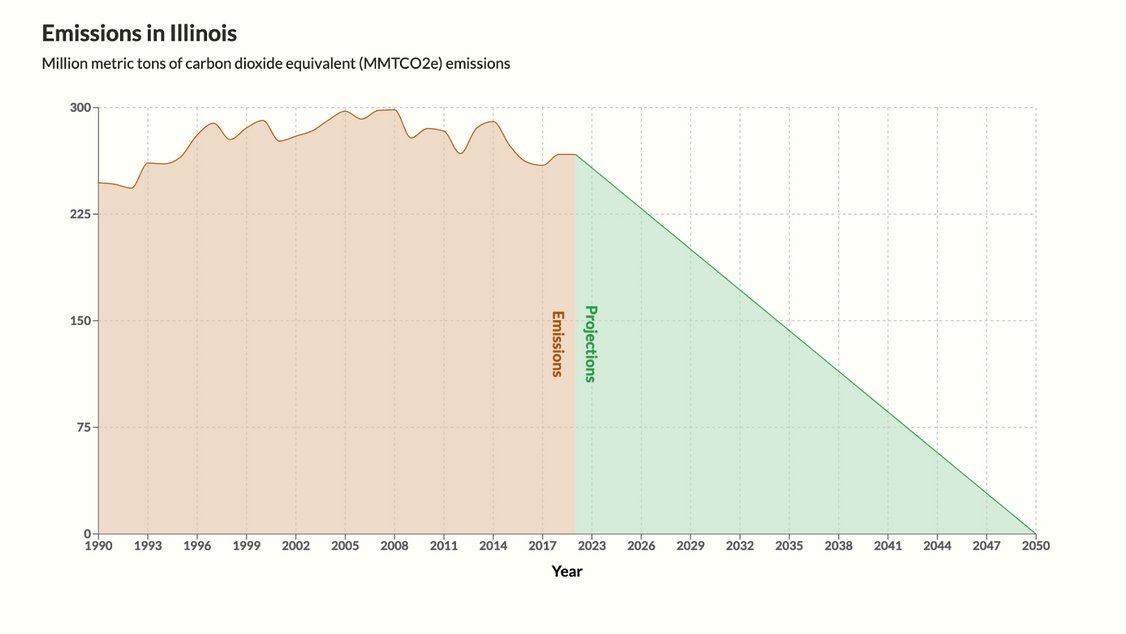 Emissions in Illinois
Million metric tons of carbon dioxide equivalent (MMTCO2e) emissions
300
225
150
75
0
Emissions
Projections
1990 1993 1996 1999 2002 2005 2008 2011 2014 2017 2023 2026 2029 2032 2035 2038 2041 2044 2047 2050
Year